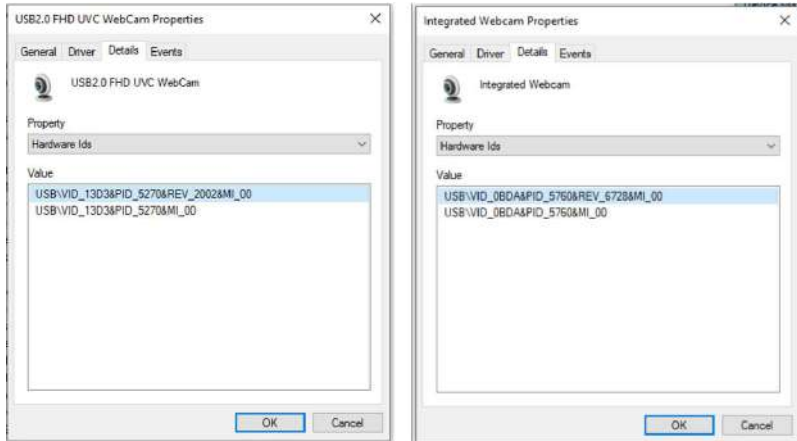 USB2.0 FHD UVC WebCam Properties
General Driver Details Events
USB2.0 FHD UVC WebCam
Property
Hardware Ids
Value
USB\VID_13D3&PID_5270&REV_2002&MI_00
USB\VID_13D3&PID_5270&MI_00
OK Cancel
Integrated Webcam Properties
General Driver Details Events
Integrated Webcam
Property
Hardware Ids
Value
USB\VID_0BDA&PID_5760&REV_6728&MI_00
USB\VID_0BDA&PID_5760&MI_00
OK Cancel